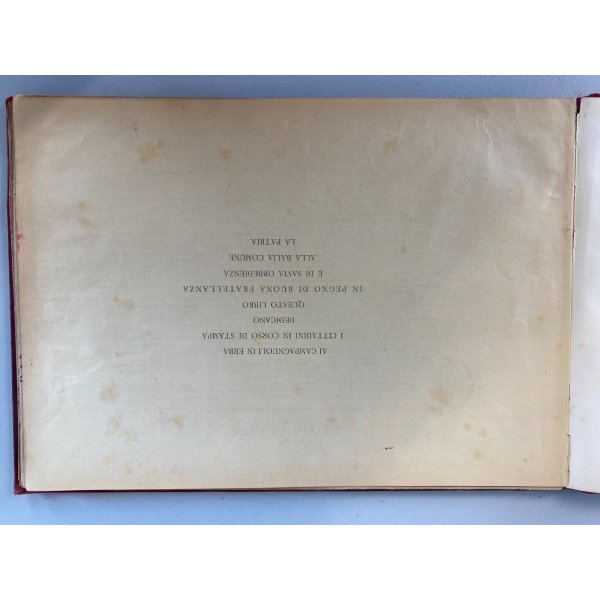 AI CAMPAGNUOLI IN ERBA
I CITTADINI IN CORSO DI STAMPA
DEDICANO
QUESTO LIBRO
IN PEGNO DI BUONA FRATELLANZA
E DI SAVIA OBBEDIENZA
ALLA BALIA COMUNE
LA PATRIA.